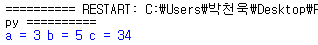 ========== RESTART: C:\Users\박천욱\Desktop\F
py ==========
a = 3 b = 5 c = 34